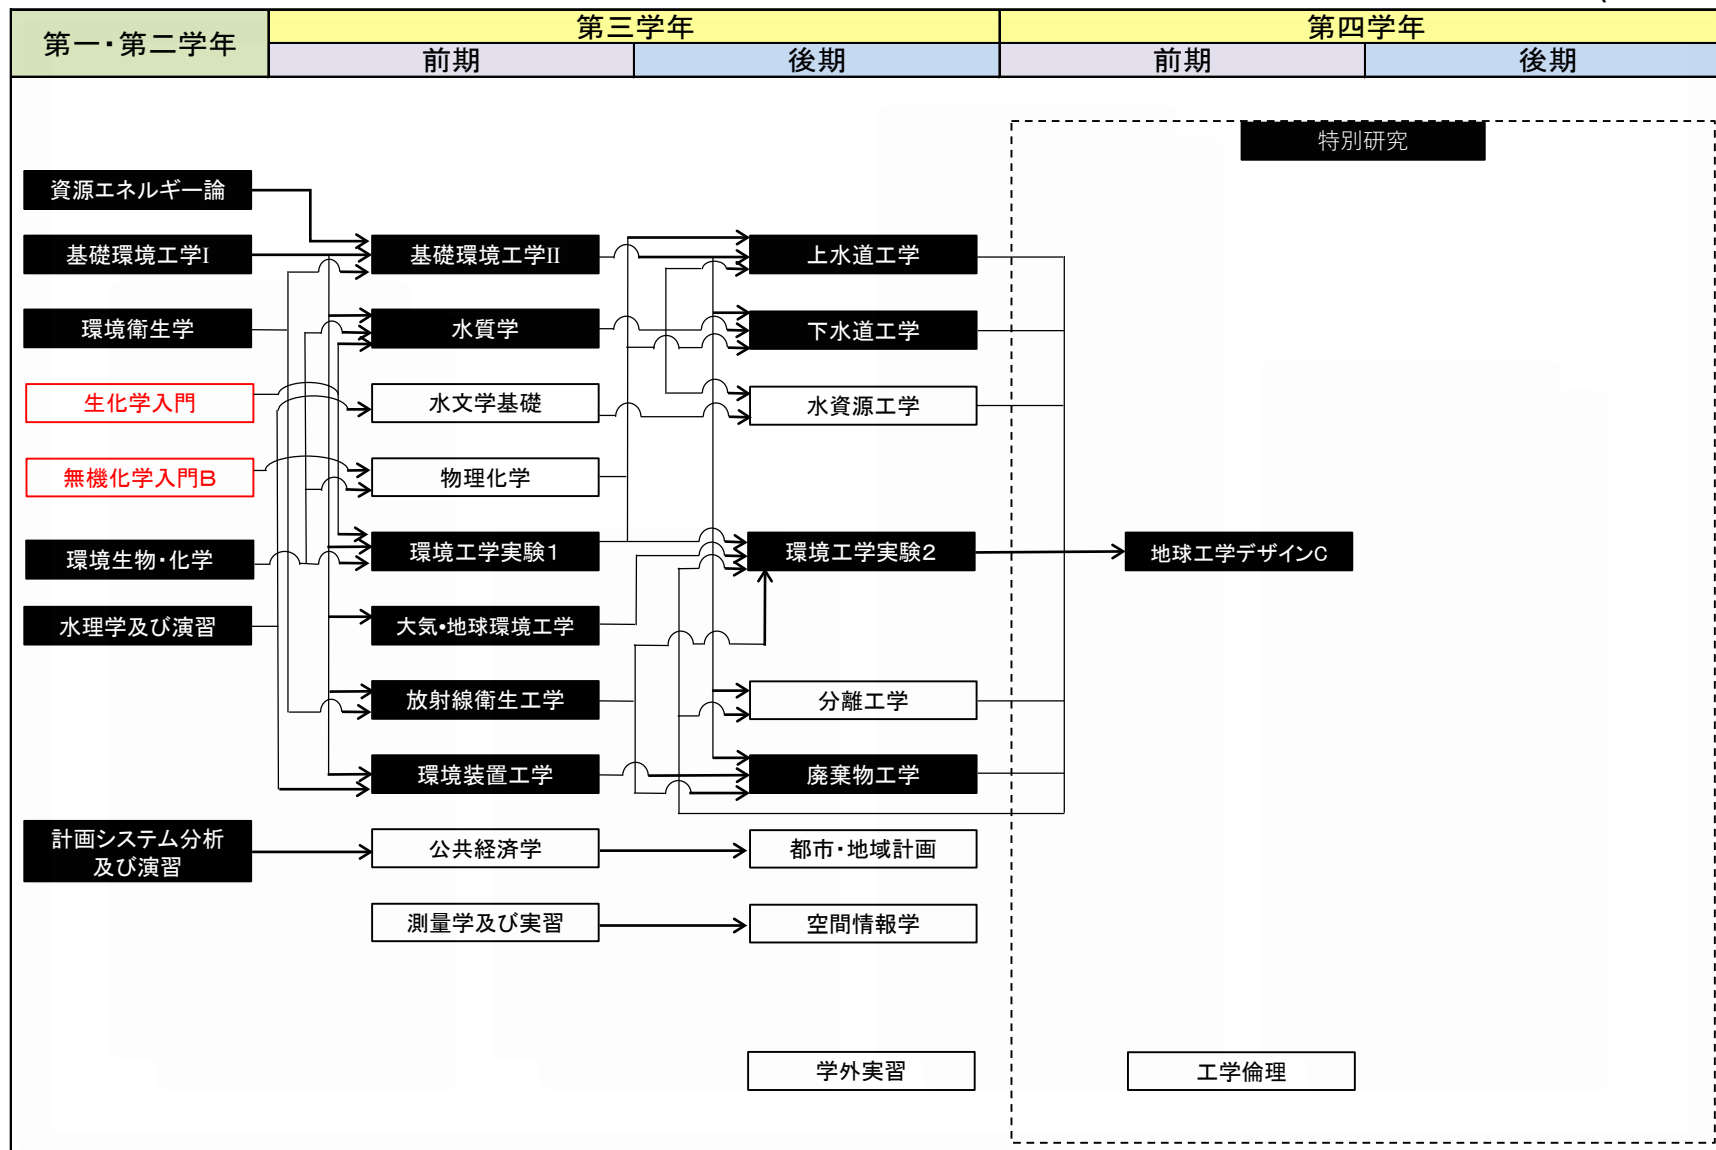 第一・第二学年
第三学年
第四学年
前期
後期
前期
後期
特別研究
資源エネルギー論
基礎環境工学I
基礎環境工学II
上水道工学
環境衛生学
水質学
下水道工学
生化学入門
水文学基礎
水資源工学
無機化学入門B
物理化学
環境生物・化学
環境工学実験1
環境工学実験2
地球工学デザインC
水理学及び演習
大気・地球環境工学
放射線衛生工学
分離工学
環境装置工学
廃棄物工学
計画システム分析
及び演習
公共経済学
都市・地域計画
測量学及び実習
空間情報学
学外実習
工学倫理